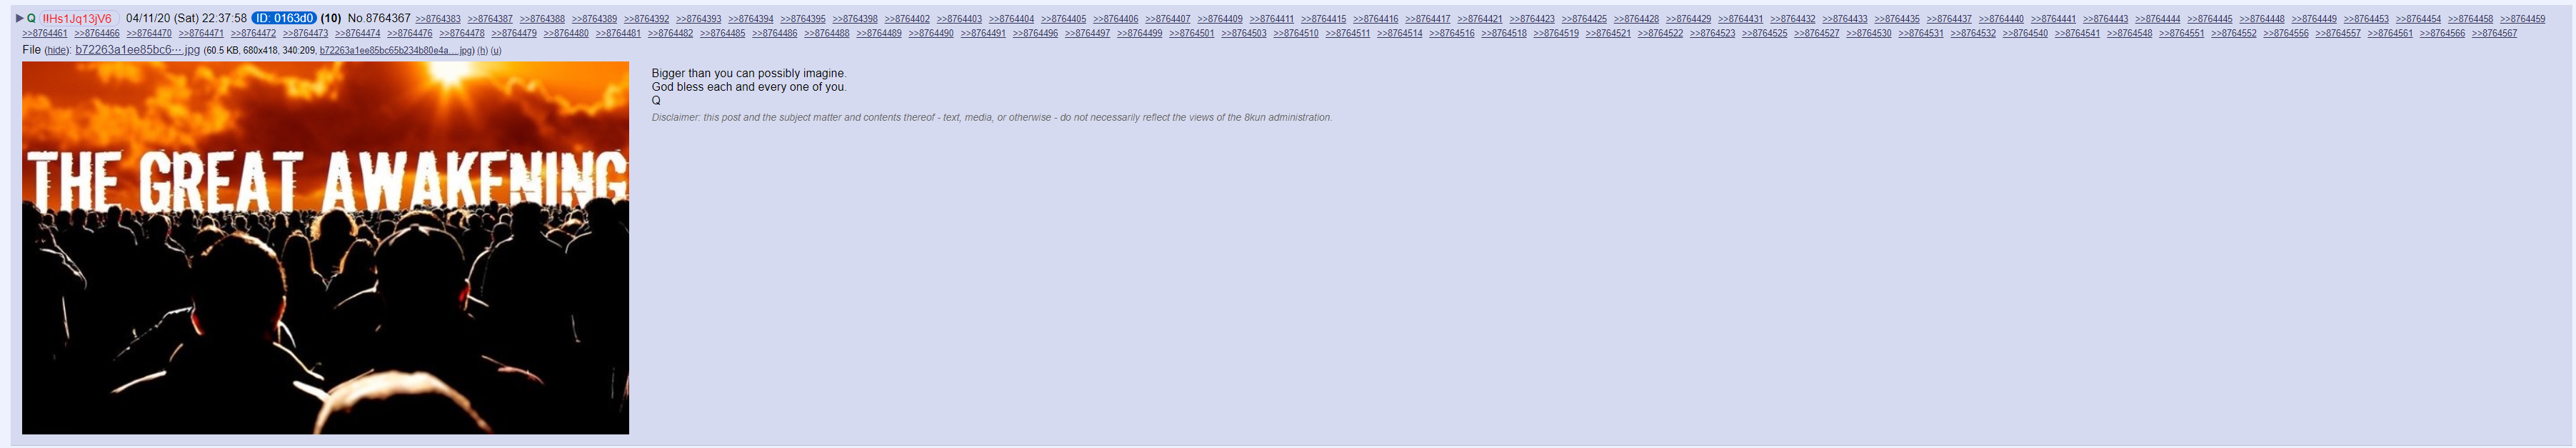 Q !!Hs1Jq13jV6 04/11/20 (Sat) 22:37:58 ID: 0163d0 (10) No.8764367 >>8764383 >>8764387 >>8764388 >>8764389 >>8764392 >>8764393 >>8764394 >>8764395 >>8764398 >>8764402 >>8764403 >>8764404 >>8764405 >>8764406 >>8764407 >>8764409 >>8764411 >>8764415 >>8764416 >>8764417 >>8764421 >>8764423 >>8764425 >>8764428 >>8764429 >>8764431 >>8764432 >>8764433 >>8764435 >>8764437 >>8764440 >>8764441 >>8764443 >>8764444 >>8764445 >>8764448 >>8764449 >>8764453 >>8764454 >>8764458 >>8764459
>>8764461 >>8764466 >>8764470 >>8764471 >>8764472 >>8764473 >>8764474 >>8764476 >>8764478 >>8764479 >>8764480 >>8764481 >>8764482 >>8764485 >>8764486 >>8764488 >>8764489 >>8764490 >>8764491 >>8764496 >>8764497 >>8764499 >>8764501 >>8764503 >>8764510 >>8764511 >>8764514 >>8764516 >>8764518 >>8764519 >>8764521 >>8764522 >>8764523 >>8764525 >>8764527 >>8764530 >>8764531 >>8764532 >>8764540 >>8764541 >>8764548 >>8764551 >>8764552 >>8764556 >>8764557 >>8764561 >>8764566 >>8764567
File (hide): b72263a1ee85bc6⋯.jpg (60.5 KB, 680x418, 340:209, b72263a1ee85bc65b234b80e4a….jpg) (h) (u)
Bigger than you can possibly imagine.
God bless each and every one of you.
Q
Disclaimer: this post and the subject matter and contents thereof - text, media, or otherwise - do not necessarily reflect the views of the 8kun administration.
THE GREAT AWAKENING